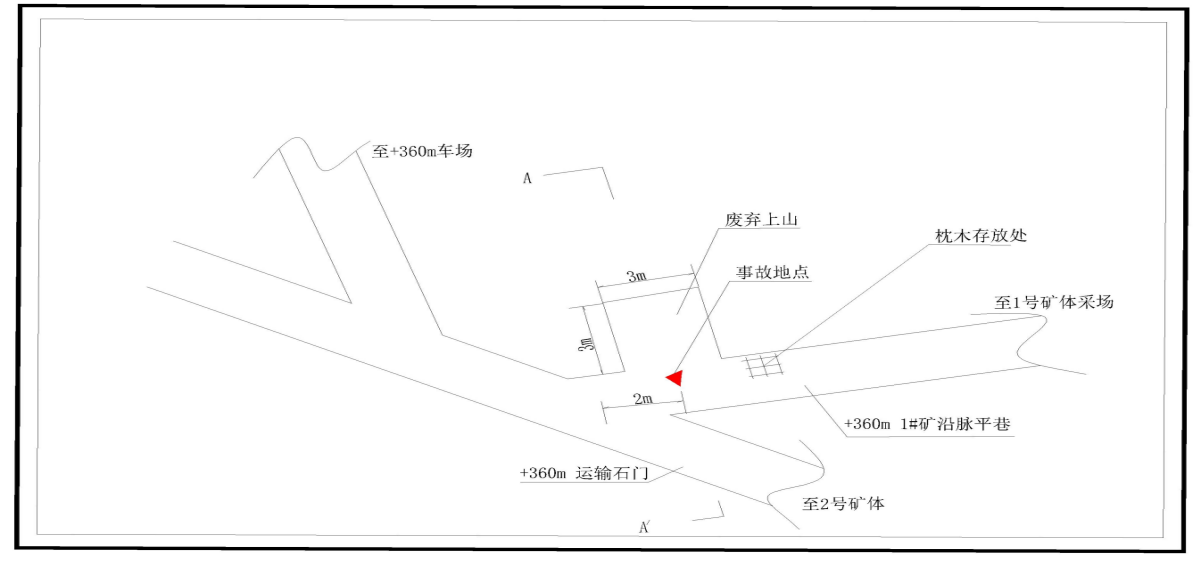 至+360m车场
A
废弃上山
枕木存放处
3m
事故地点
至1号矿体采场
3m
2m
+360m 1#矿沿脉平巷
+360m 运输石门
至2号矿体
A′